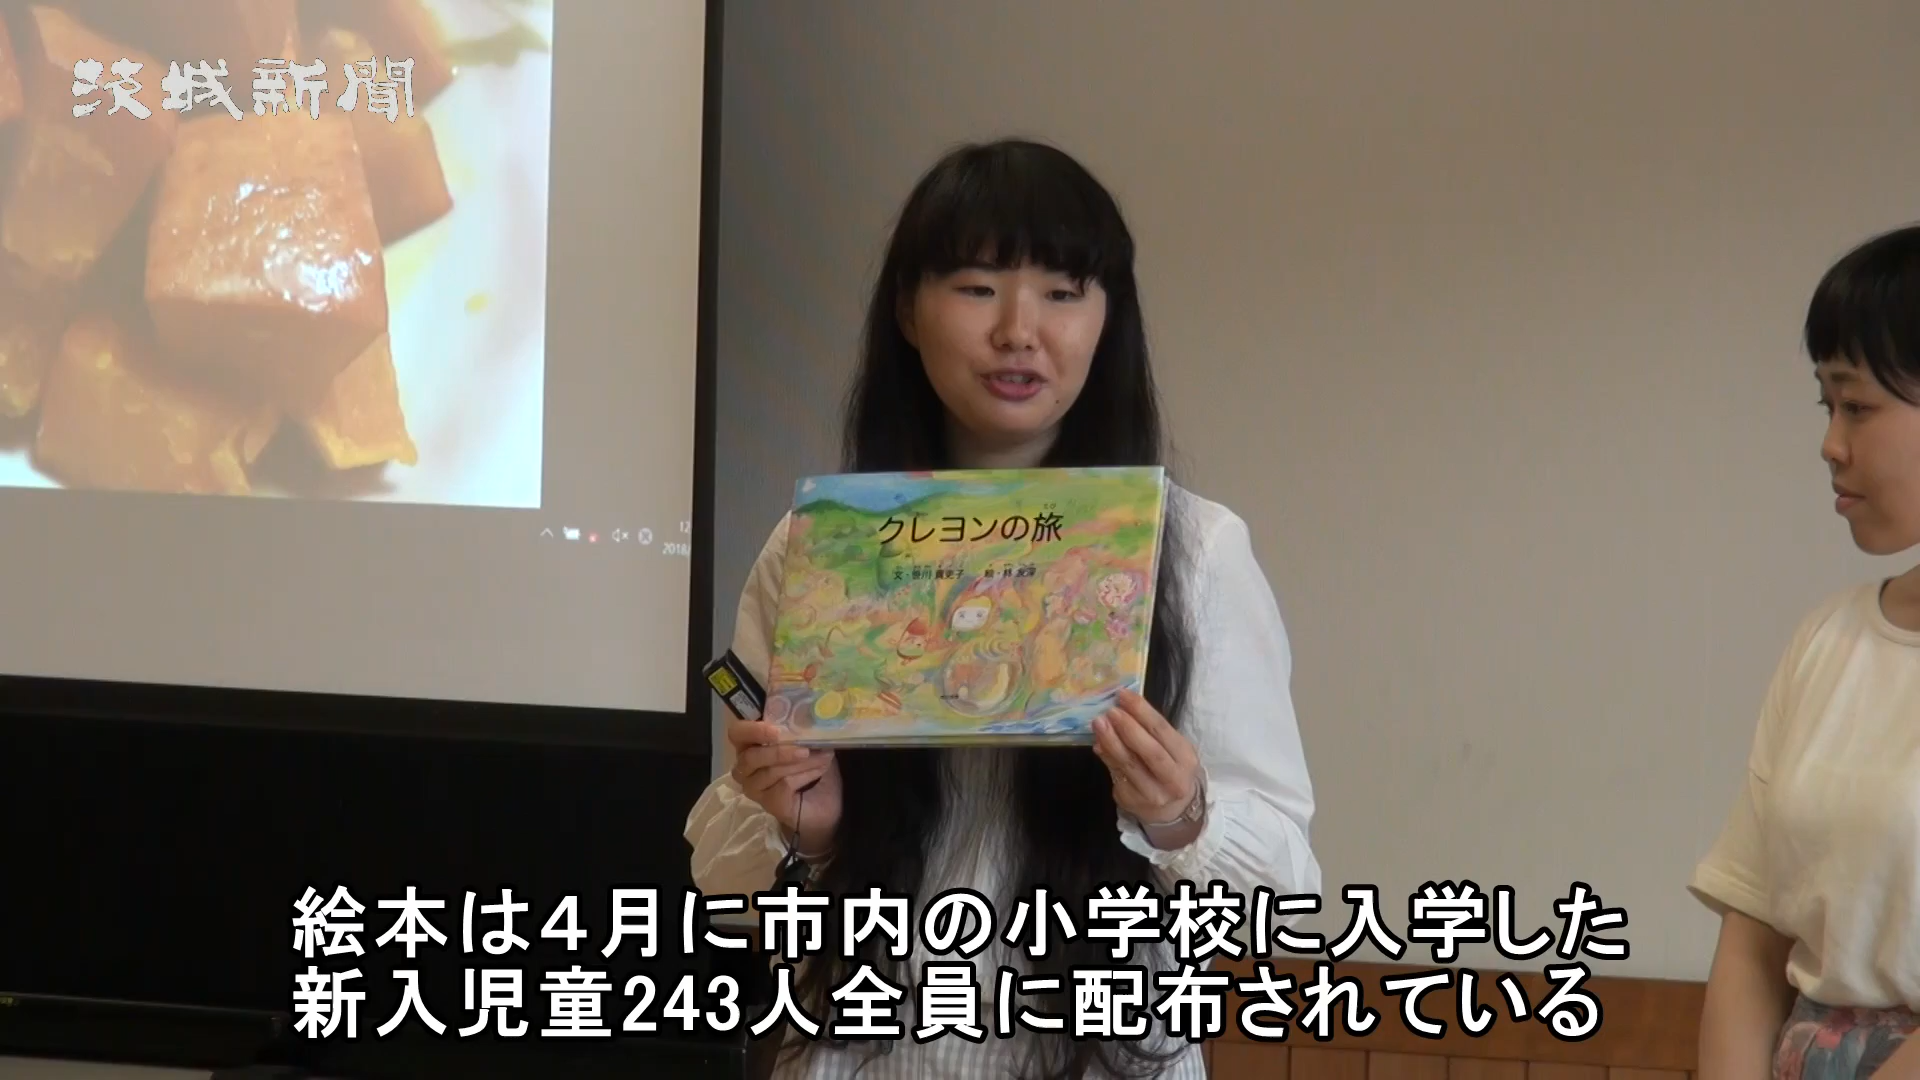 茨城新聞
クレヨンの旅
絵本は4月に市内の小学校に入学した
新入児童243人全員に配布されている